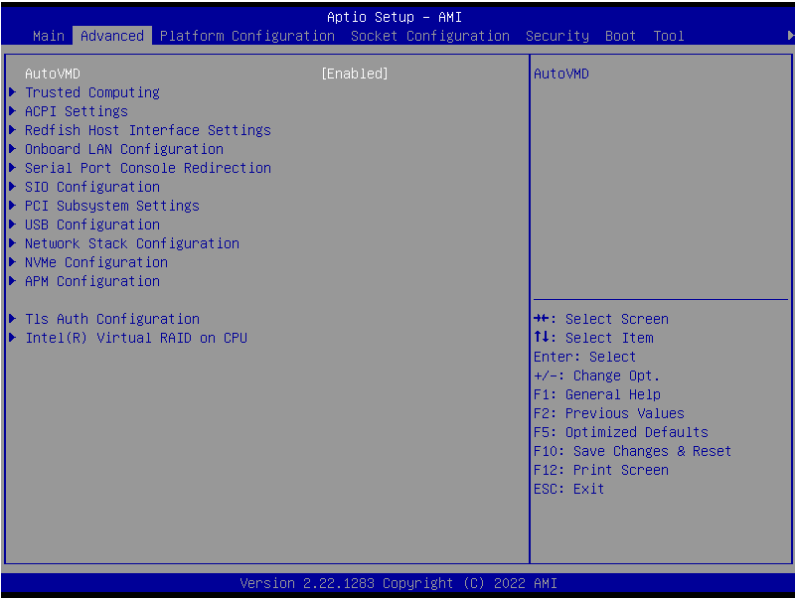 Aptio Setup – AMI
Main Advanced Platform Configuration Socket Configuration Security Boot Tool
AutoVMD [Enabled]
Trusted Computing
ACPI Settings
Redfish Host Interface Settings
Onboard LAN Configuration
Serial Port Console Redirection
SIO Configuration
PCI Subsystem Settings
USB Configuration
Network Stack Configuration
NVMe Configuration
APM Configuration
Tls Auth Configuration
Intel(R) Virtual RAID on CPU
AutoVMD
→←: Select Screen
↑↓: Select Item
Enter: Select
+/-: Change Opt.
F1: General Help
F2: Previous Values
F5: Optimized Defaults
F10: Save Changes & Reset
F12: Print Screen
ESC: Exit
Version 2.22.1283 Copyright (C) 2022 AMI